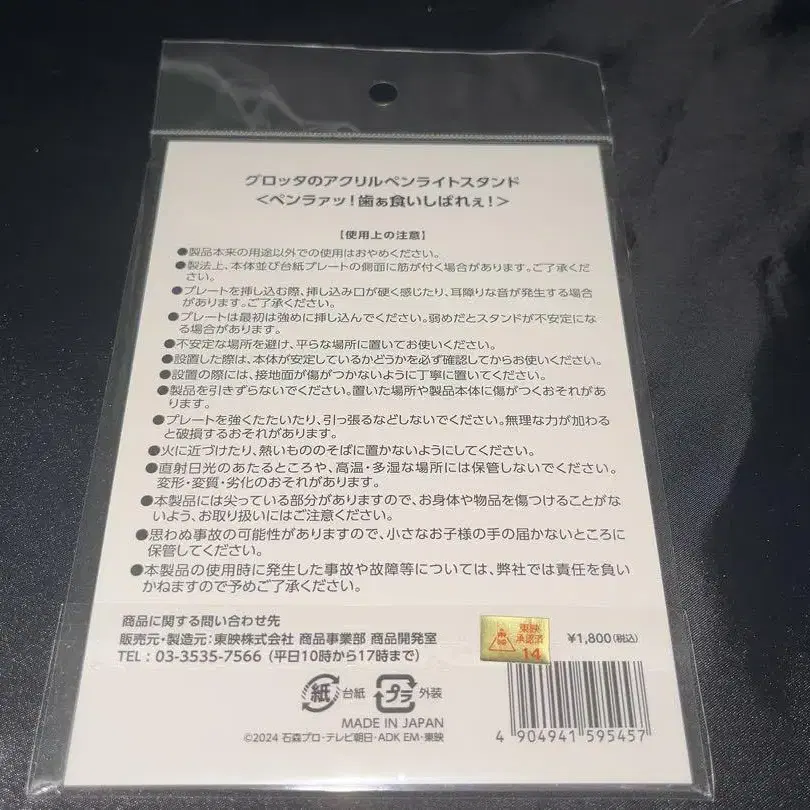 グロッタのアクリルペンライトスタンド
<ペンラァッ!歯ぁ食いしばれぇ!>
【使用上の注意】
●製品本来の用途以外での使用はおやめください。
●製法上、本体並び台紙プレートの側面に筋が付く場合があります。ご了承くださ
い。
●プレートを挿し込む際、挿し込み口が硬く感じたり、耳障りな音が発生する場合
があります。ご了承ください。
●プレートは最初は強めに挿し込んでください。弱めだとスタンドが不安定にな
る場合があります。
●不安定な場所を避け、平らな場所に置いてお使いください。
●設置した際は、本体が安定しているかどうかを必ず確認してからお使いください。
●設置の際には、接地面が傷がつかないように丁寧に置いてください。
●製品を引きずらないでください。置いた場所や製品本体に傷がつくおそれがあ
ります。
●プレートを強くたたいたり、引っ張るなどしないでください。無理な力が加わる
と破損するおそれがあります。
●火に近づけたり、熱いもののそばに置かないようにしてください。
●直射日光のあたるところや、高温・多湿な場所には保管しないでください。
変形・変質・劣化のおそれがあります。
●本製品には尖っている部分がありますので、お身体や物品を傷つけることがな
いよう、お取り扱いにはご注意ください。
●思わぬ事故の可能性がありますので、小さなお子様の手の届かないところに
保管してください。
●本製品の使用時に発生した事故や故障等については、弊社では責任を負い
かねますので予めご了承ください。
商品に関する問い合わせ先
販売元・製造元:東映株式会社 商品事業部 商品開発室
TEL:03-3535-7566(平日10時から17時まで)
東映
承認済
14
¥1,800(税込)
紙 台紙 プラ 外装
MADE IN JAPAN
©2024 石森プロ・テレビ朝日・ADK EM・東映
4 904941 595457